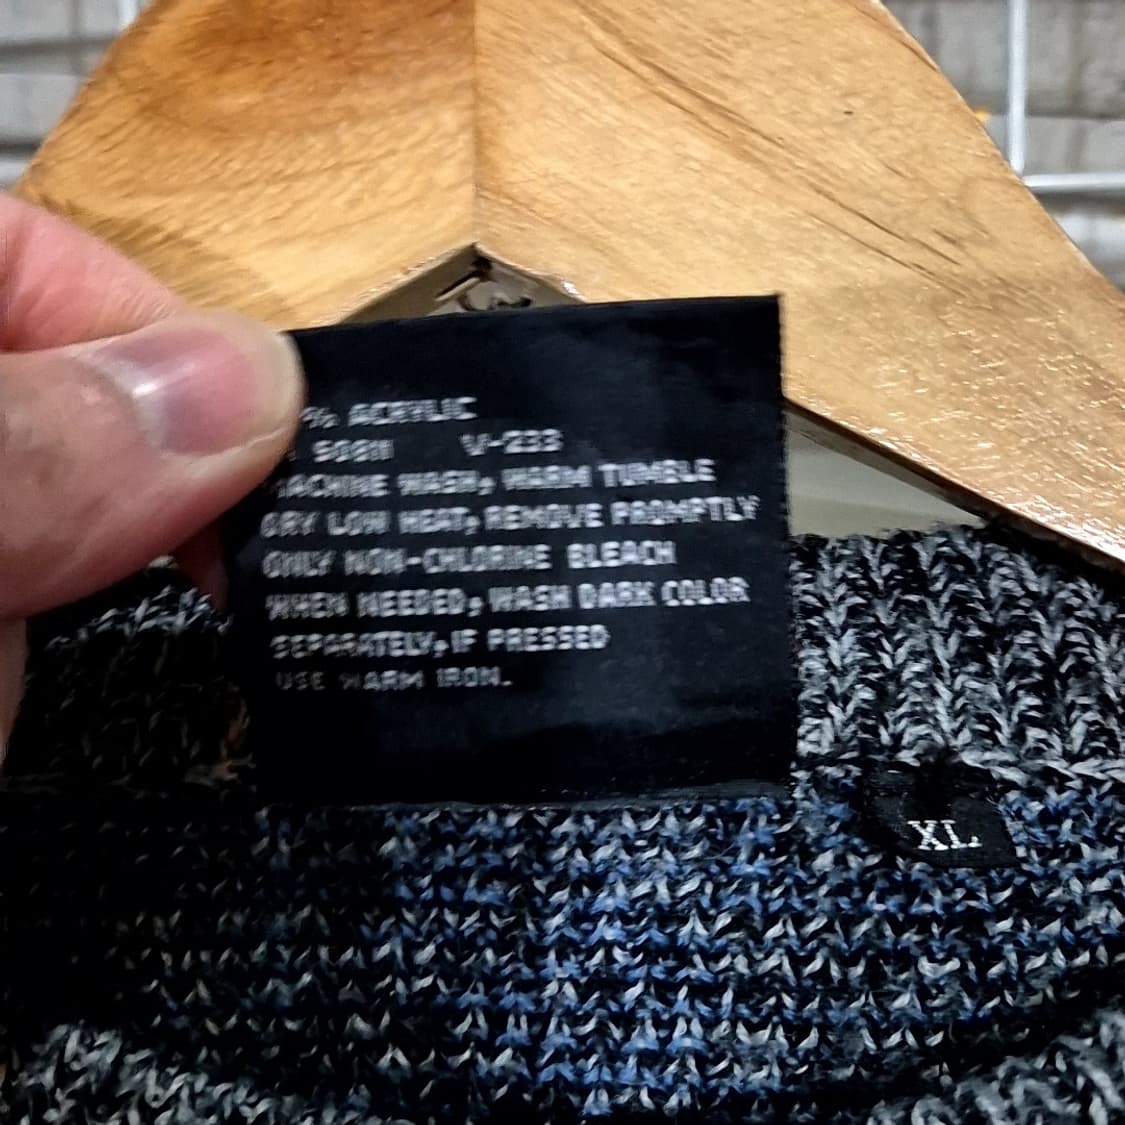 % ACRYLIC
V-233
MACHINE WASH, WARM TUMBLE
DRY LOW HEAT, REMOVE PROMPTLY
ONLY NON-CHLORINE BLEACH
WHEN NEEDED, WASH DARK COLOR
SEPARATELY, IF PRESSED
USE WARM IRON.
XL